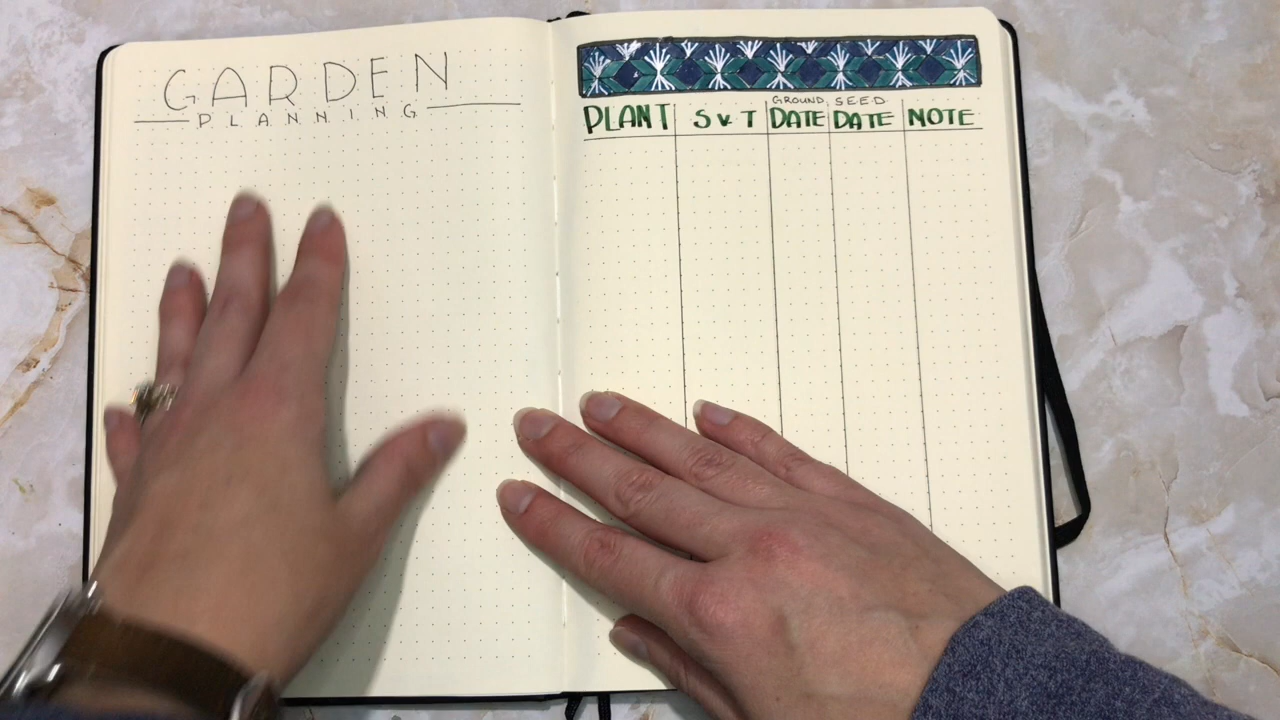 GARDEN
PLANNING
GROUND SEED
PLANT S v T DATE DATE NOTE